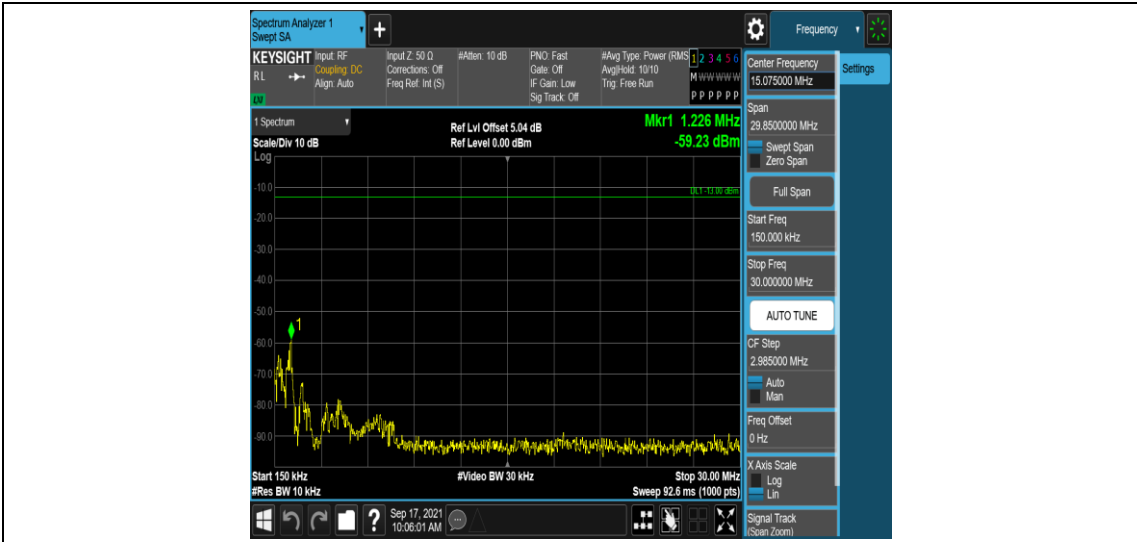 Spectrum Analyzer 1
Swept SA
+
Frequency
KEYSIGHT
RL
LXI
Input: RF
Coupling: DC
Align: Auto
Input Z: 50 Ω
Corrections: Off
Freq Ref: Int (S)
#Atten: 10 dB
PNO: Fast
Gate: Off
IF Gain: Low
Sig Track: Off
#Avg Type: Power (RMS
Avg|Hold: 10/10
Trig: Free Run
1 2 3 4 5 6
M W W W W W
P P P P P P
Center Frequency
15.075000 MHz
Settings
1 Spectrum
Scale/Div 10 dB
Ref Lvl Offset 5.04 dB
Ref Level 0.00 dBm
Mkr1 1.226 MHz
-59.23 dBm
Log
DL1 -13.00 dBm
-10.0
-20.0
-30.0
-40.0
-50.0
-60.0
-70.0
-80.0
-90.0
1
Start 150 kHz
#Res BW 10 kHz
#Video BW 30 kHz
Stop 30.00 MHz
Sweep 92.6 ms (1000 pts)
Span
29.8500000 MHz
Swept Span
Zero Span
Full Span
Start Freq
150.000 kHz
Stop Freq
30.000000 MHz
AUTO TUNE
CF Step
2.985000 MHz
Auto
Man
Freq Offset
0 Hz
X Axis Scale
Log
Lin
Signal Track
(Span Zoom)
?
Sep 17, 2021
10:06:01 AM